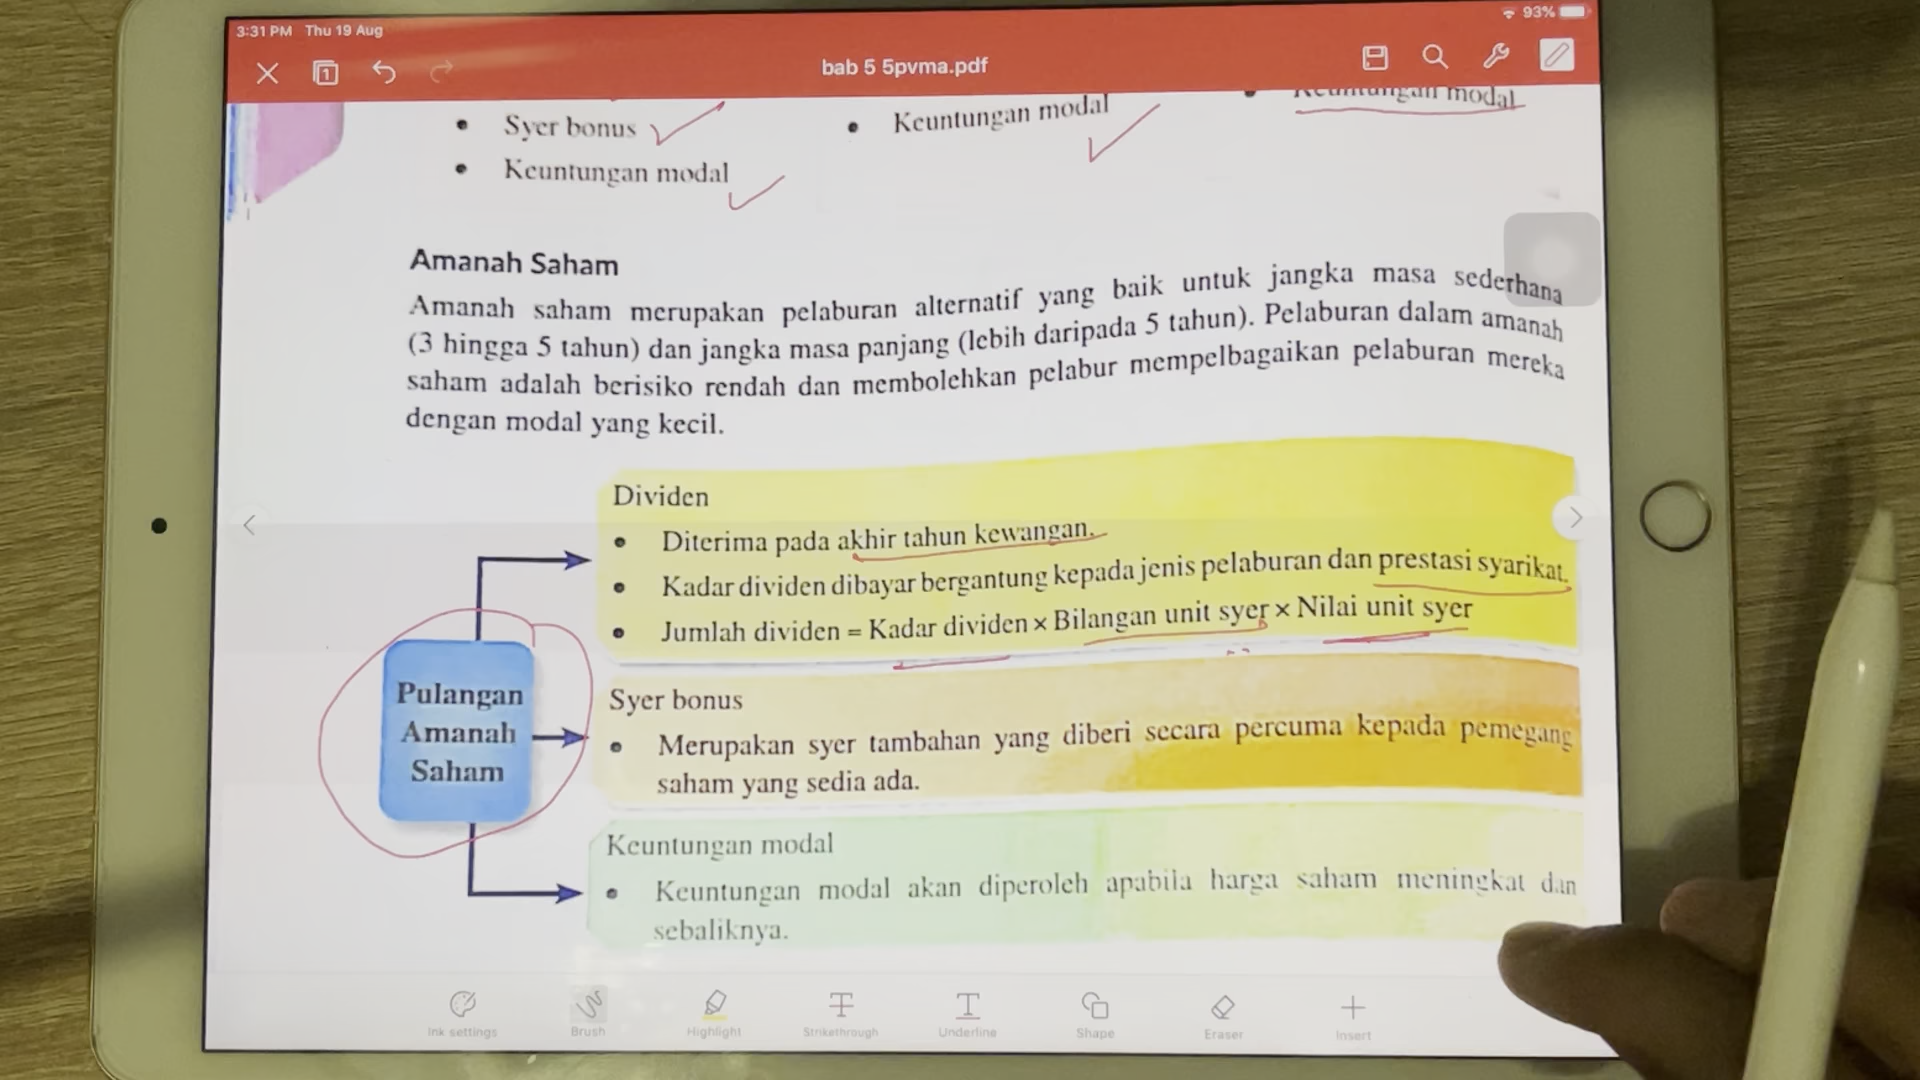 3:31 PM Thu 19 Aug
93%
bab 5 5pvma.pdf
1
• Syer bonus
• Keuntungan modal
• Keuntungan modal
• Keuntungan modal
Amanah Saham
Amanah saham merupakan pelaburan alternatif yang baik untuk jangka masa sederhana
(3 hingga 5 tahun) dan jangka masa panjang (lebih daripada 5 tahun). Pelaburan dalam amanah
saham adalah berisiko rendah dan membolehkan pelabur mempelbagaikan pelaburan mereka
dengan modal yang kecil.
Dividen
• Diterima pada akhir tahun kewangan.
• Kadar dividen dibayar bergantung kepada jenis pelaburan dan prestasi syarikat.
• Jumlah dividen = Kadar dividen × Bilangan unit syer × Nilai unit syer
Pulangan
Amanah
Saham
Syer bonus
• Merupakan syer tambahan yang diberi secara percuma kepada pemegang
saham yang sedia ada.
Keuntungan modal
• Keuntungan modal akan diperoleh apabila harga saham meningkat dan
sebaliknya.
Ink settings
Brush
Highlight
Strikethrough
Underline
Shape
Eraser
Insert